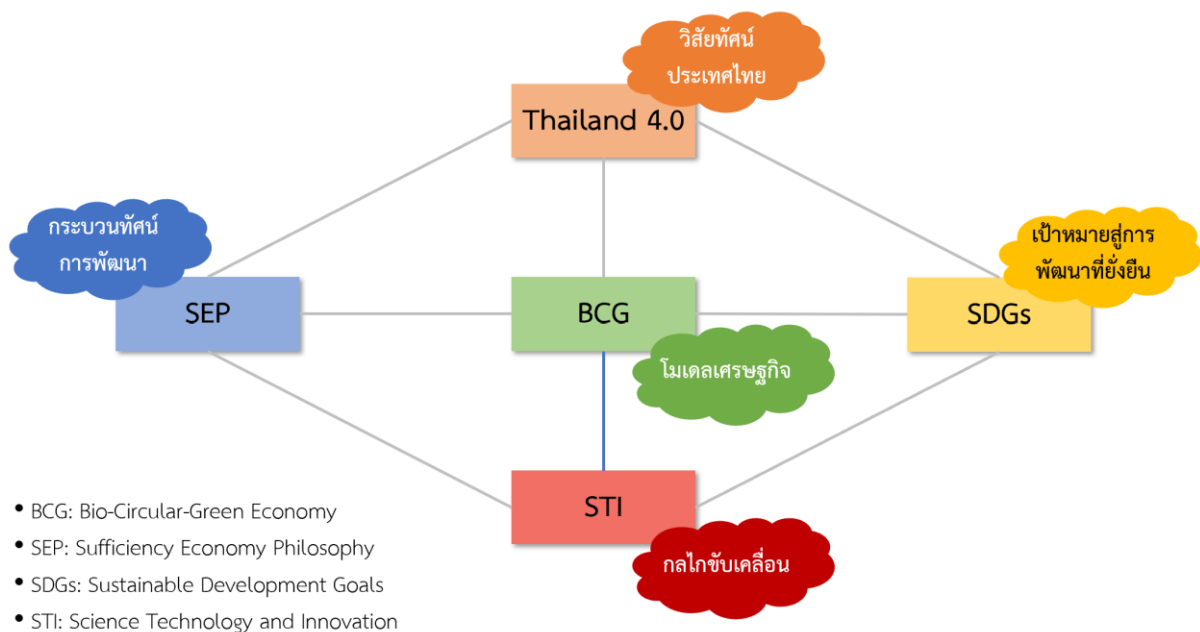 วิสัยทัศน์
ประเทศไทย
Thailand 4.0
กระบวนทัศน์
การพัฒนา
เป้าหมายสู่การ
พัฒนาที่ยั่งยืน
SEP
BCG
SDGs
โมเดลเศรษฐกิจ
STI
กลไกขับเคลื่อน
• BCG: Bio-Circular-Green Economy
• SEP: Sufficiency Economy Philosophy
• SDGs: Sustainable Development Goals
• STI: Science Technology and Innovation